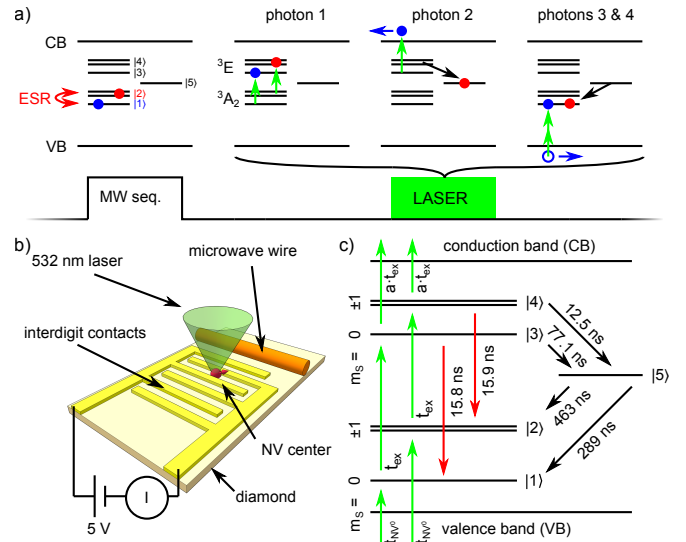 a)
photon 1
photon 2
photons 3 & 4
CB
|4⟩
|3⟩
|5⟩
ESR
|2⟩
|1⟩
³E
³A₂
VB
MW seq.
LASER
b)
532 nm laser
microwave wire
interdigit contacts
NV center
diamond
5 V
I
c)
conduction band (CB)
a·t_ex
a·t_ex
±1
|4⟩
12.5 ns
m_S = 0
|3⟩
77.1 ns
|5⟩
15.8 ns
15.9 ns
t_ex
463 ns
±1
|2⟩
289 ns
t_ex
m_S = 0
|1⟩
t_NV⁰
t_NV⁰
valence band (VB)